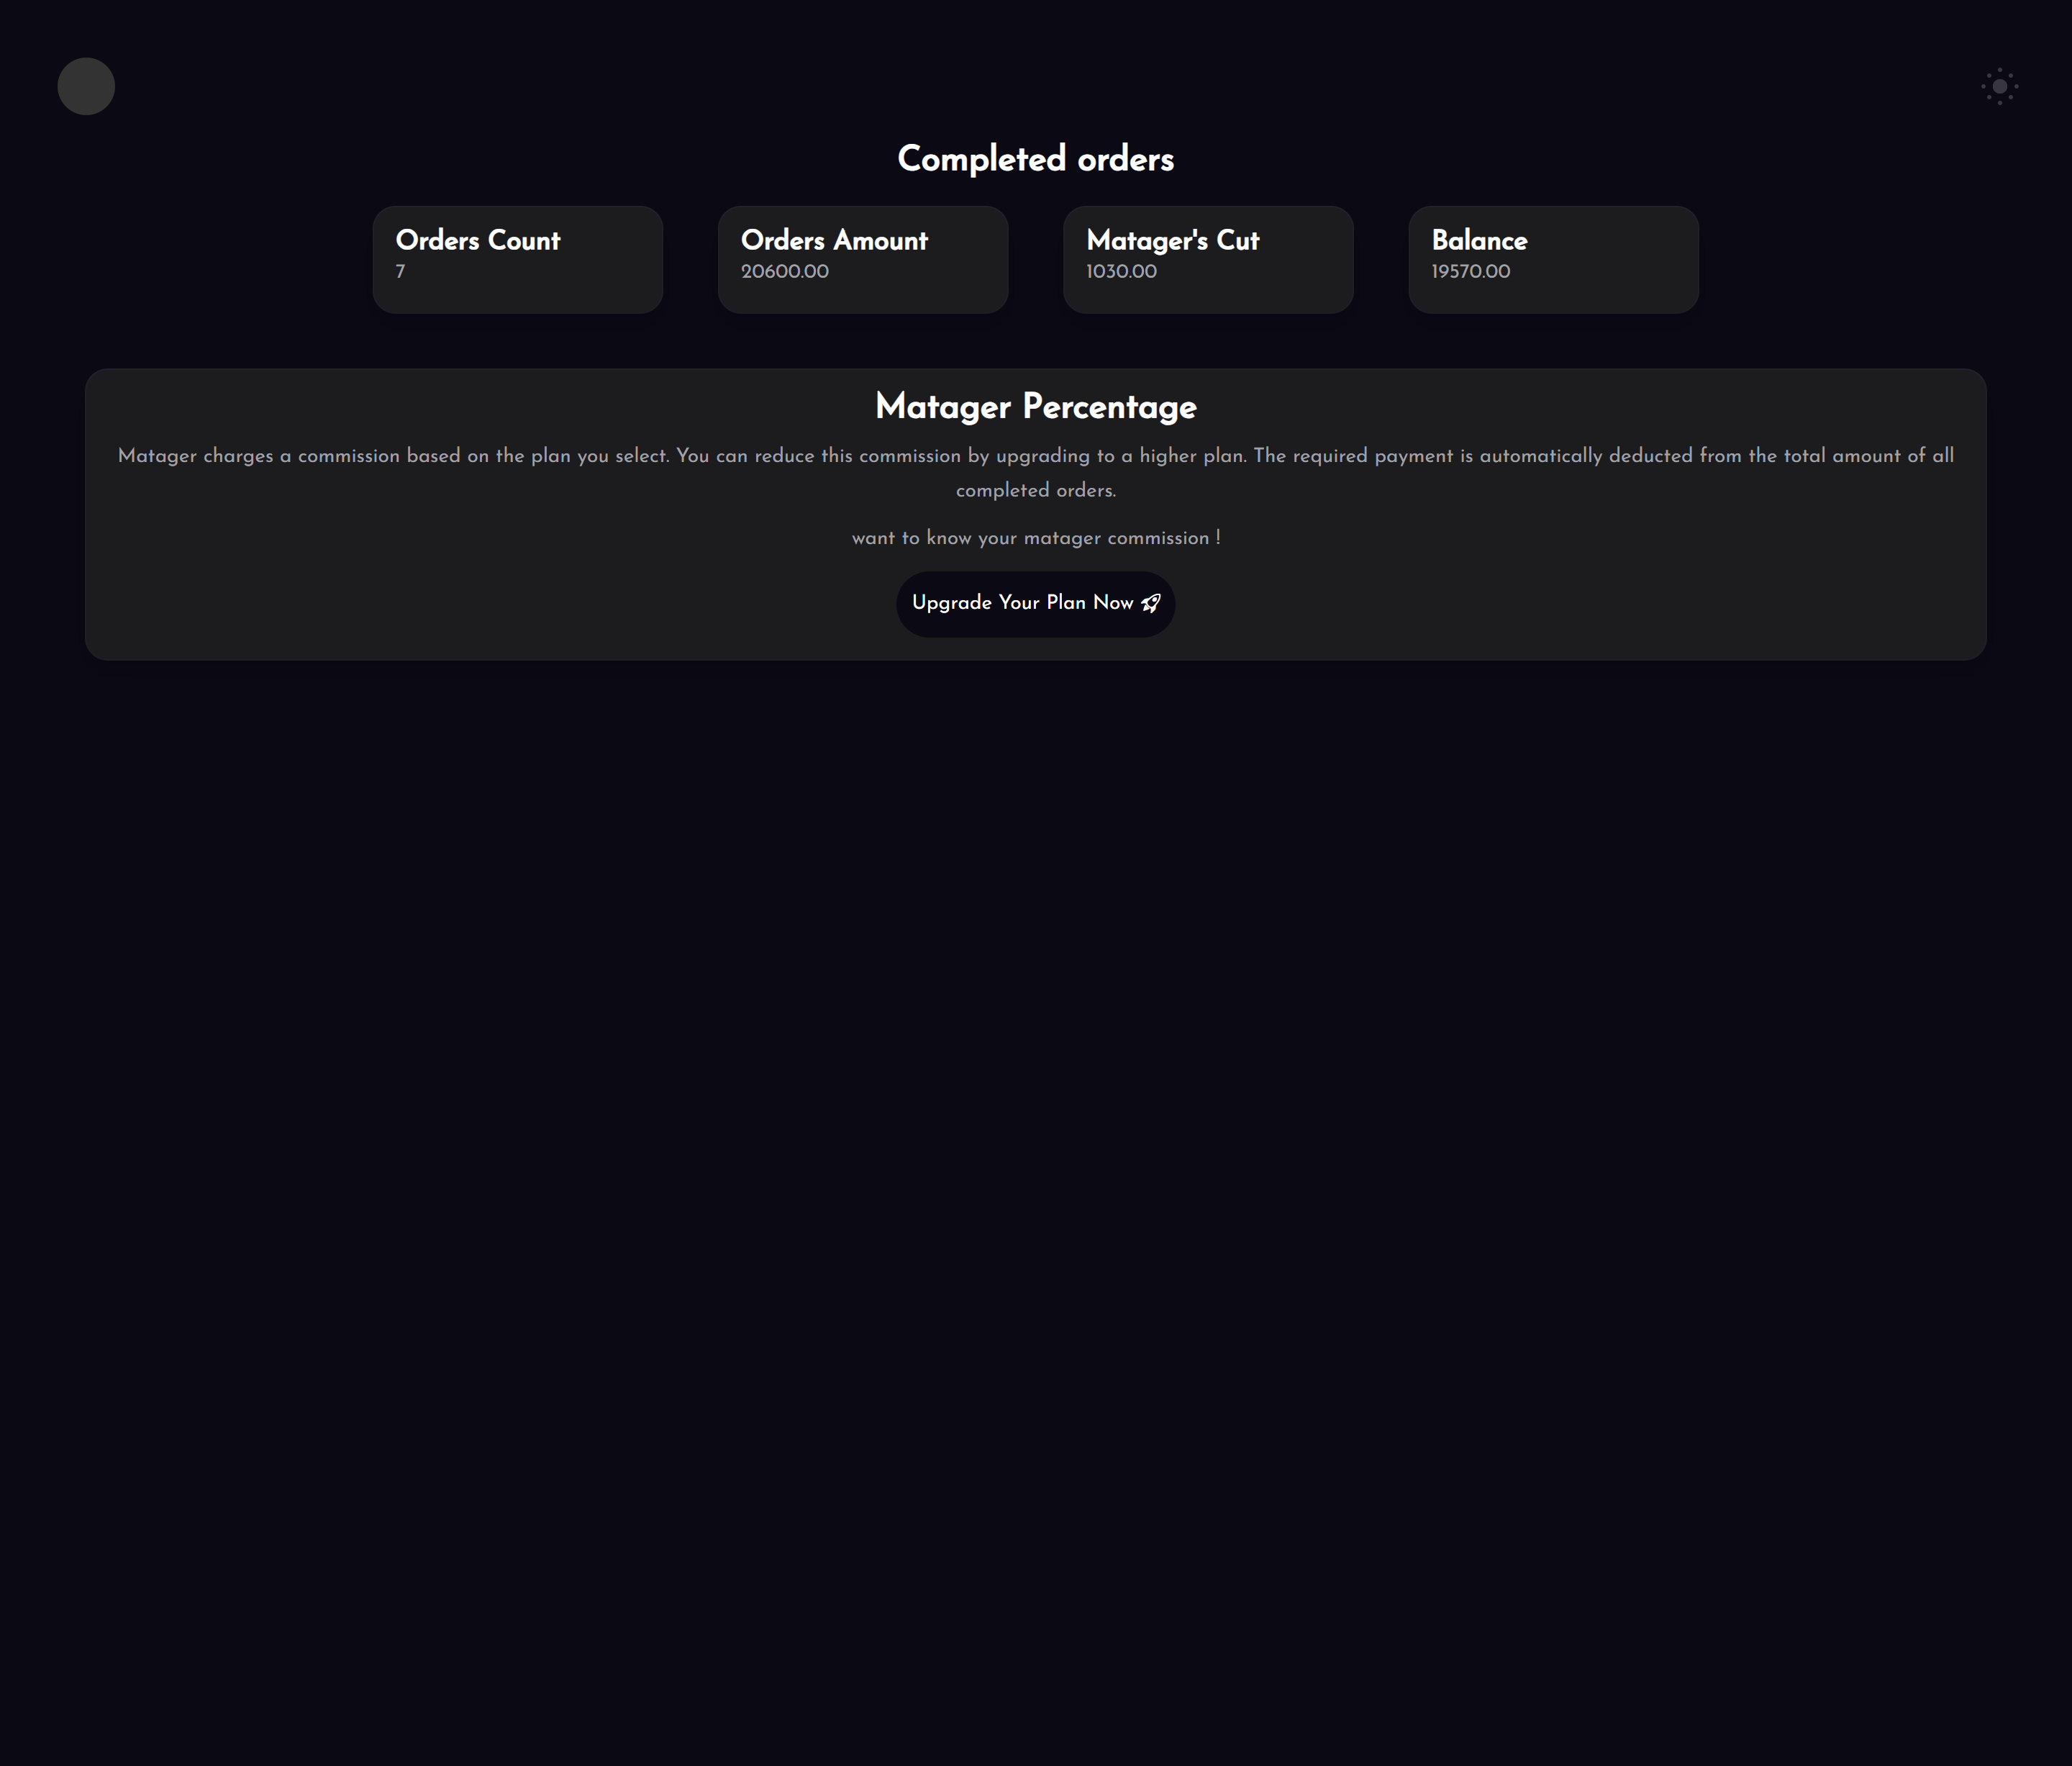 Completed orders
Orders Count
7
Orders Amount
20600.00
Matager's Cut
1030.00
Balance
19570.00
Matager Percentage
Matager charges a commission based on the plan you select. You can reduce this commission by upgrading to a higher plan. The required payment is automatically deducted from the total amount of all
completed orders.
want to know your matager commission !
Upgrade Your Plan Now